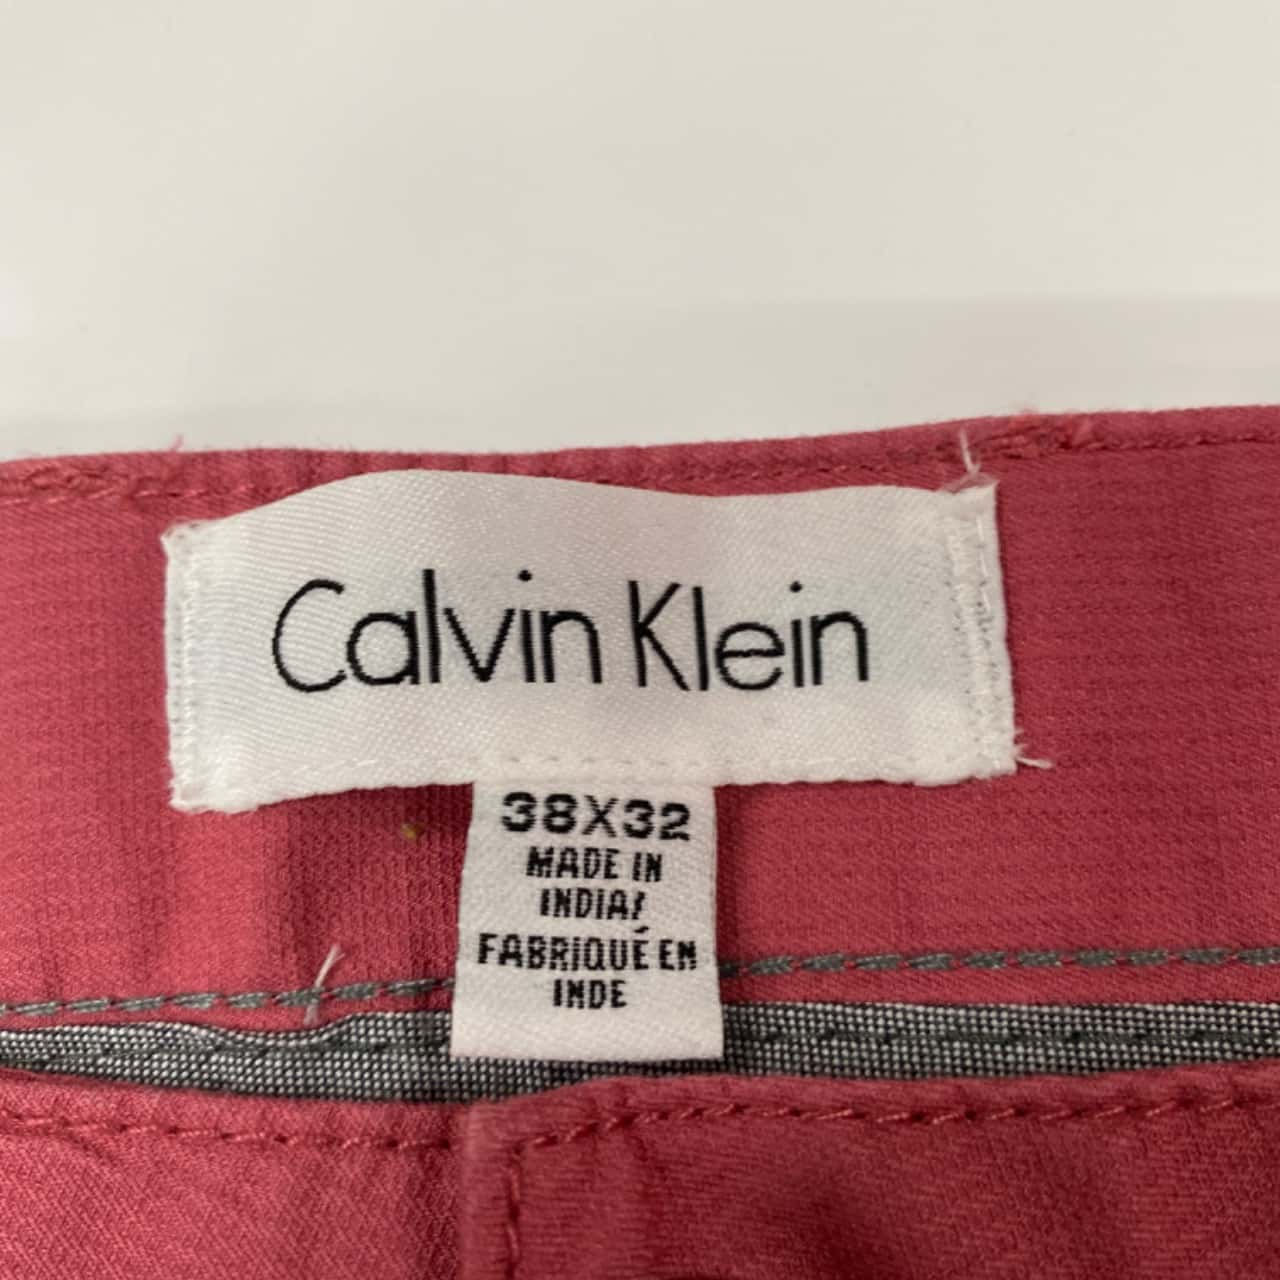 Calvin Klein
38X32
MADE IN
INDIA/
FABRIQUÉ EN
INDE